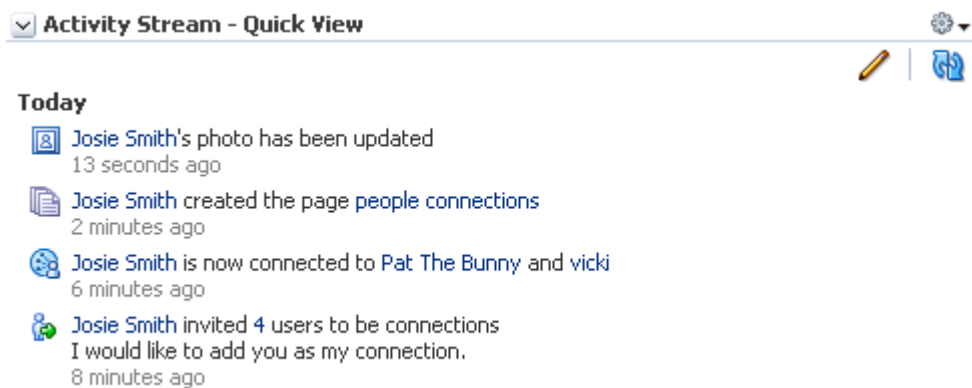 Activity Stream - Quick View
Today
Josie Smith's photo has been updated
13 seconds ago
Josie Smith created the page people connections
2 minutes ago
Josie Smith is now connected to Pat The Bunny and vicki
6 minutes ago
Josie Smith invited 4 users to be connections
I would like to add you as my connection.
8 minutes ago